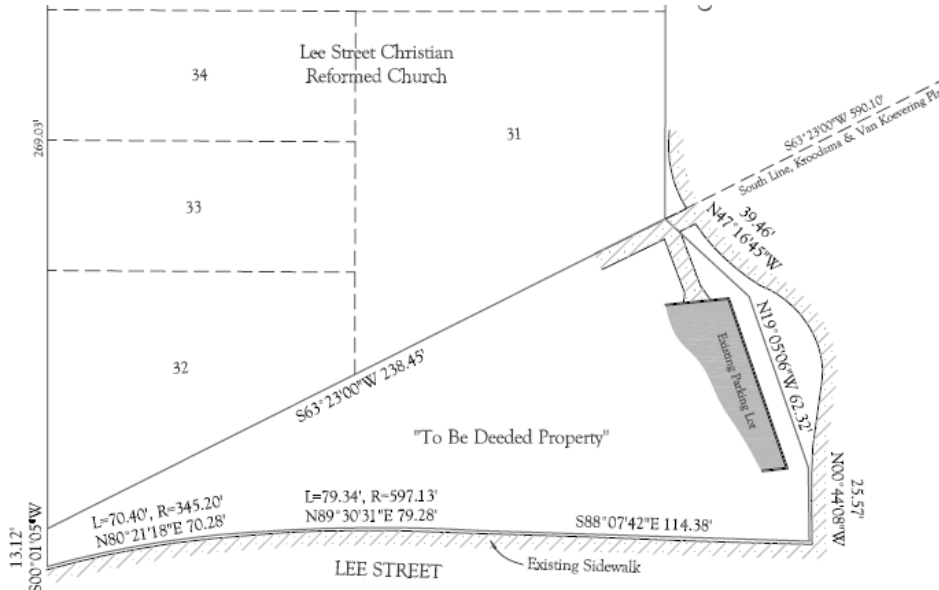 Lee Street Christian
Reformed Church
34
31
269.03'
33
32
S63°23'00"W 590.10'
South Line, Kroodsma & Van Koevering
39.46'
N47°16'45"W
N19°05'06"W 62.32'
Existing Parking Lot
S63°23'00"W 238.45'
"To Be Deeded Property"
25.57'
N00°44'08"W
13.12'
S00°01'05"W
L=70.40', R=345.20'
N80°21'18"E 70.28'
L=79.34', R=597.13'
N89°30'31"E 79.28'
S88°07'42"E 114.38'
LEE STREET
Existing Sidewalk